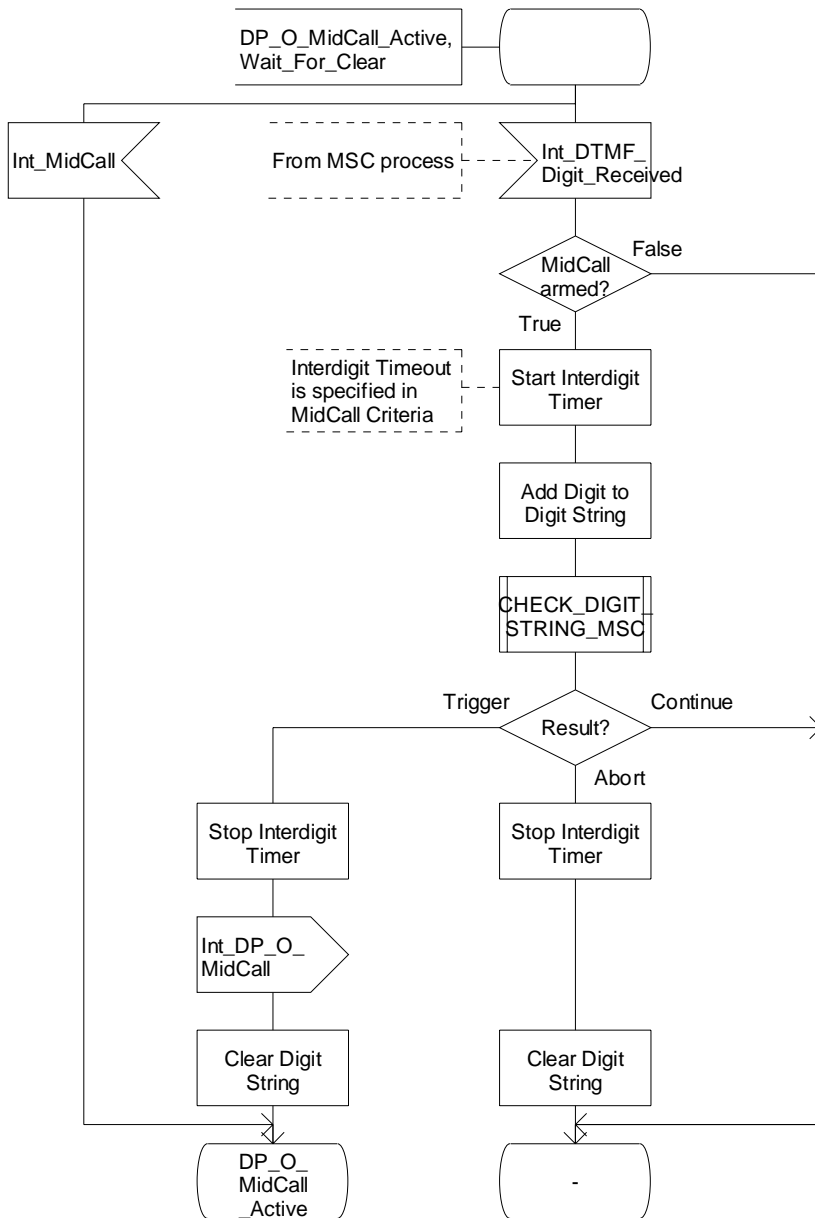 DP_O_MidCall_Active,
Wait_For_Clear
Int_MidCall
From MSC process
Int_DTMF_
Digit_Received
MidCall
armed?
False
True
Interdigit Timeout
is specified in
MidCall Criteria
Start Interdigit
Timer
Add Digit to
Digit String
CHECK_DIGIT_
STRING_MSC
Trigger
Result?
Continue
Abort
Stop Interdigit
Timer
Stop Interdigit
Timer
Int_DP_O_
MidCall
Clear Digit
String
Clear Digit
String
DP_O_
MidCall
_Active
-